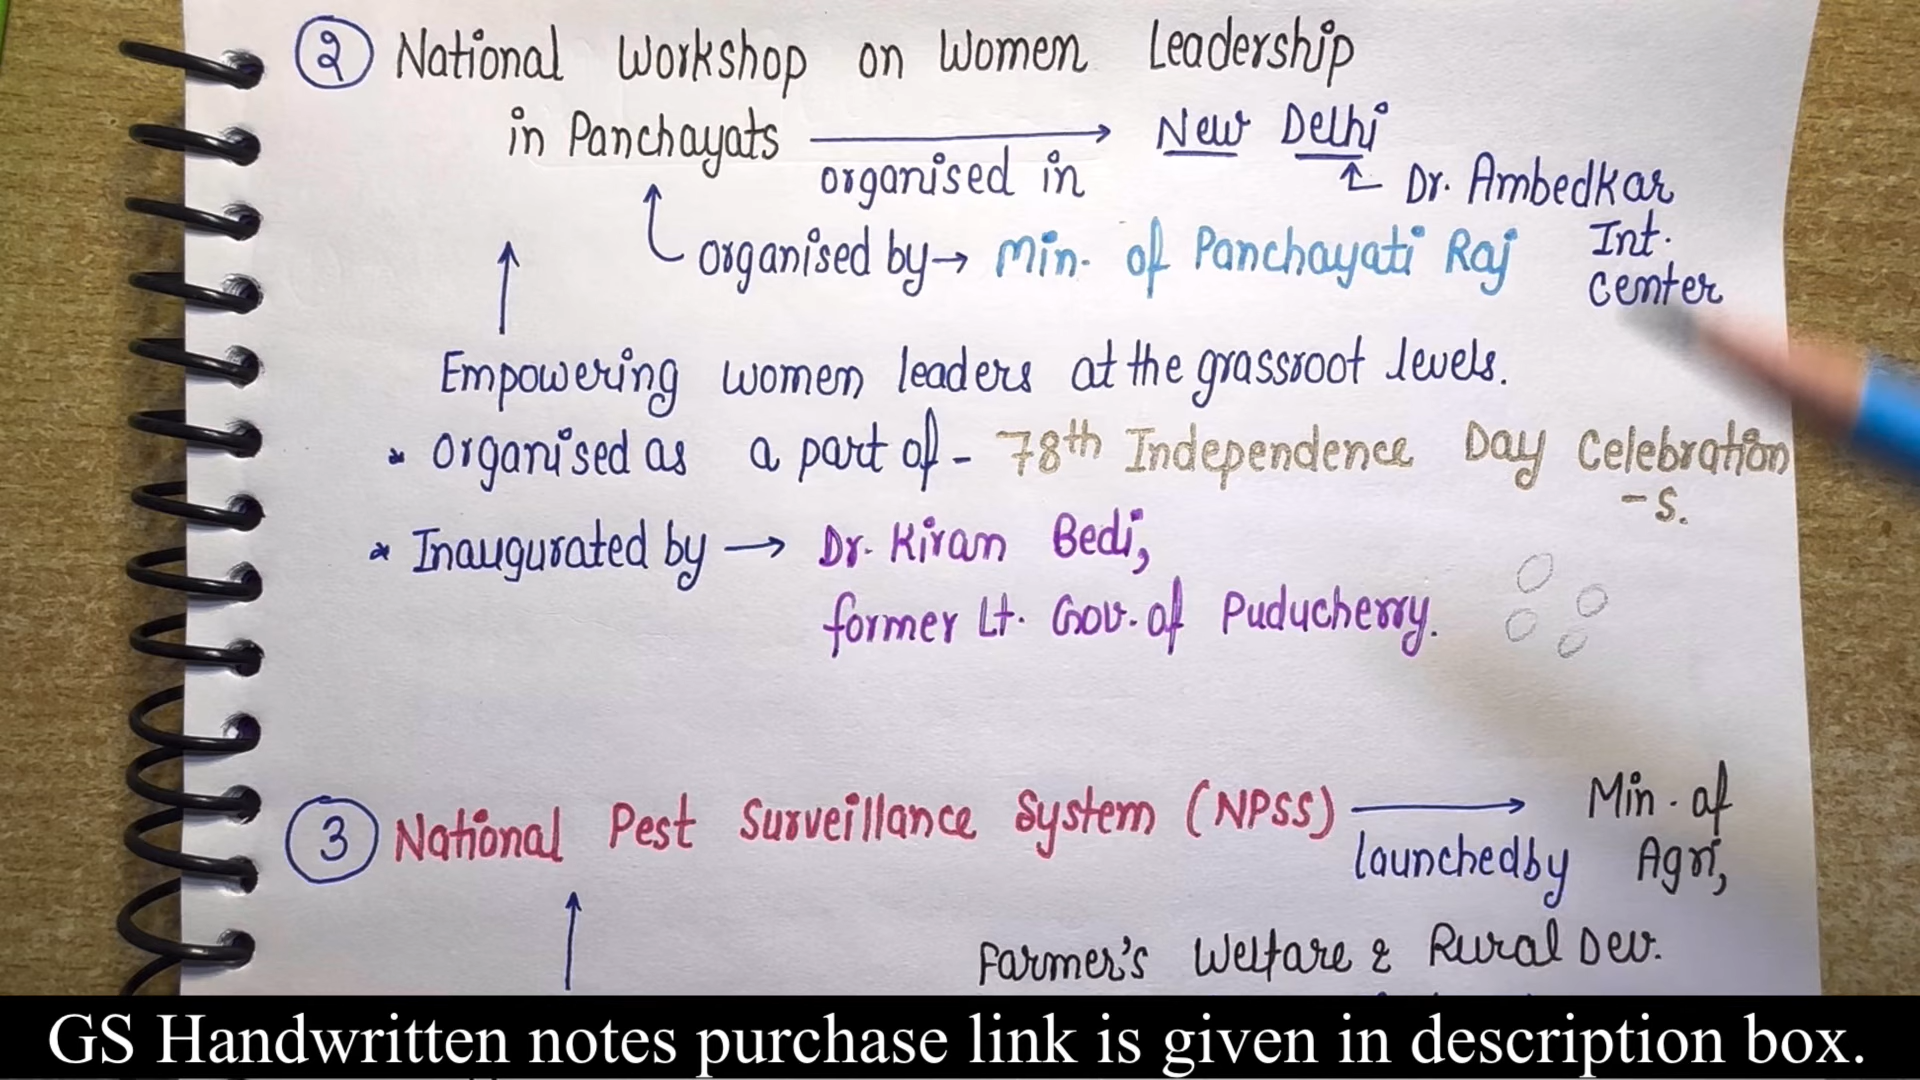 2 National Workshop on Women Leadership
in Panchayats → New Delhi
organised in
Dr. Ambedkar
Int.
center
organised by → Min. of Panchayati Raj
Empowering women leaders at the grassroot levels.
* organised as a part of - 78th Independence Day Celebration
-s.
* Inaugurated by → Dr. Kiran Bedi,
former Lt. Gov. of Puducherry.
3 National Pest Surveillance System (NPSS) → Min. of
launched by Agri,
Farmer's Welfare & Rural Dev.
GS Handwritten notes purchase link is given in description box.